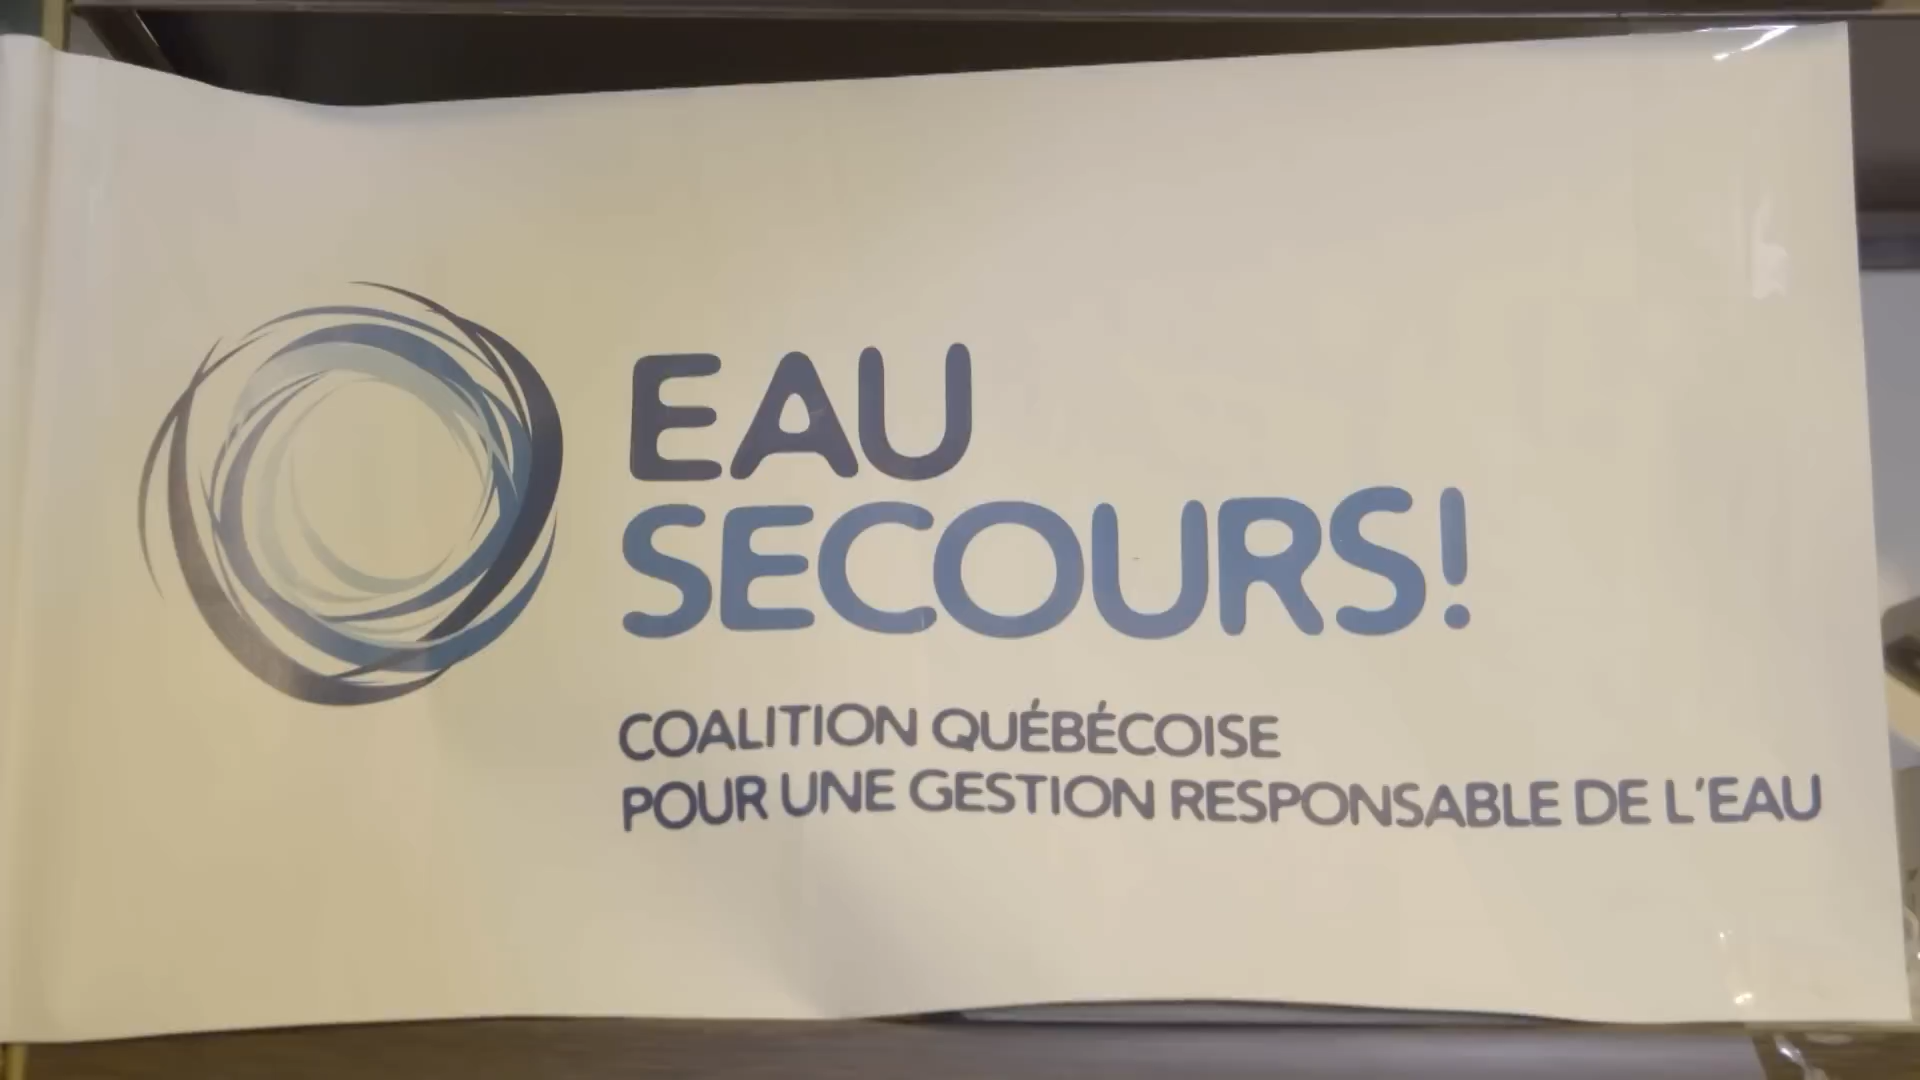 EAU
SECOURS!
COALITION QUÉBÉCOISE
POUR UNE GESTION RESPONSABLE DE L'EAU